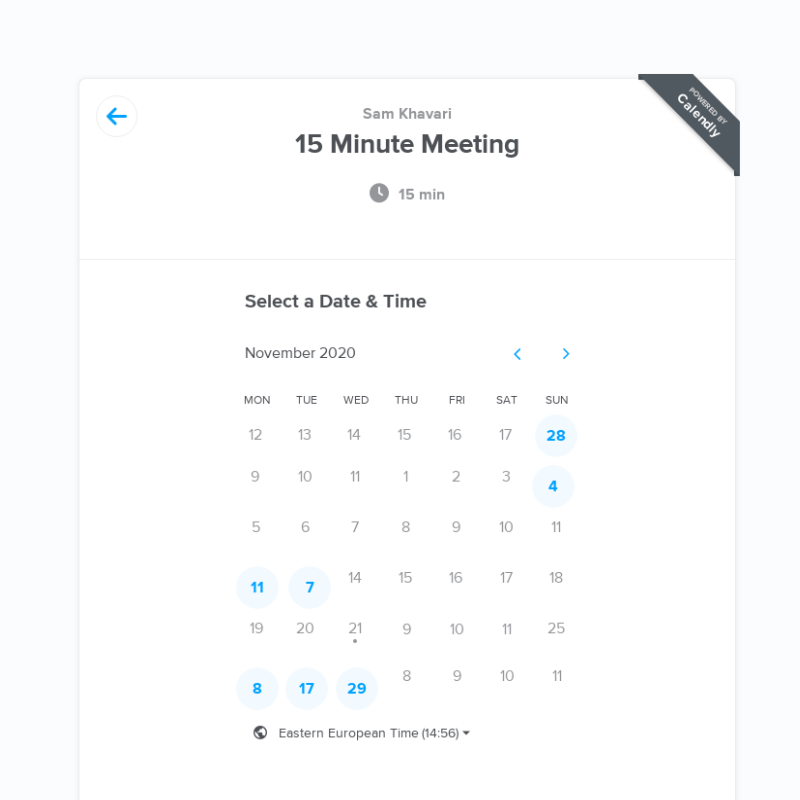 POWERED BY
Calendly
Sam Khavari
15 Minute Meeting
15 min
Select a Date & Time
November 2020
MON TUE WED THU FRI SAT SUN
12 13 14 15 16 17 28
9 10 11 1 2 3 4
5 6 7 8 9 10 11
11 7 14 15 16 17 18
19 20 21 9 10 11 25
8 17 29 8 9 10 11
Eastern European Time (14:56)